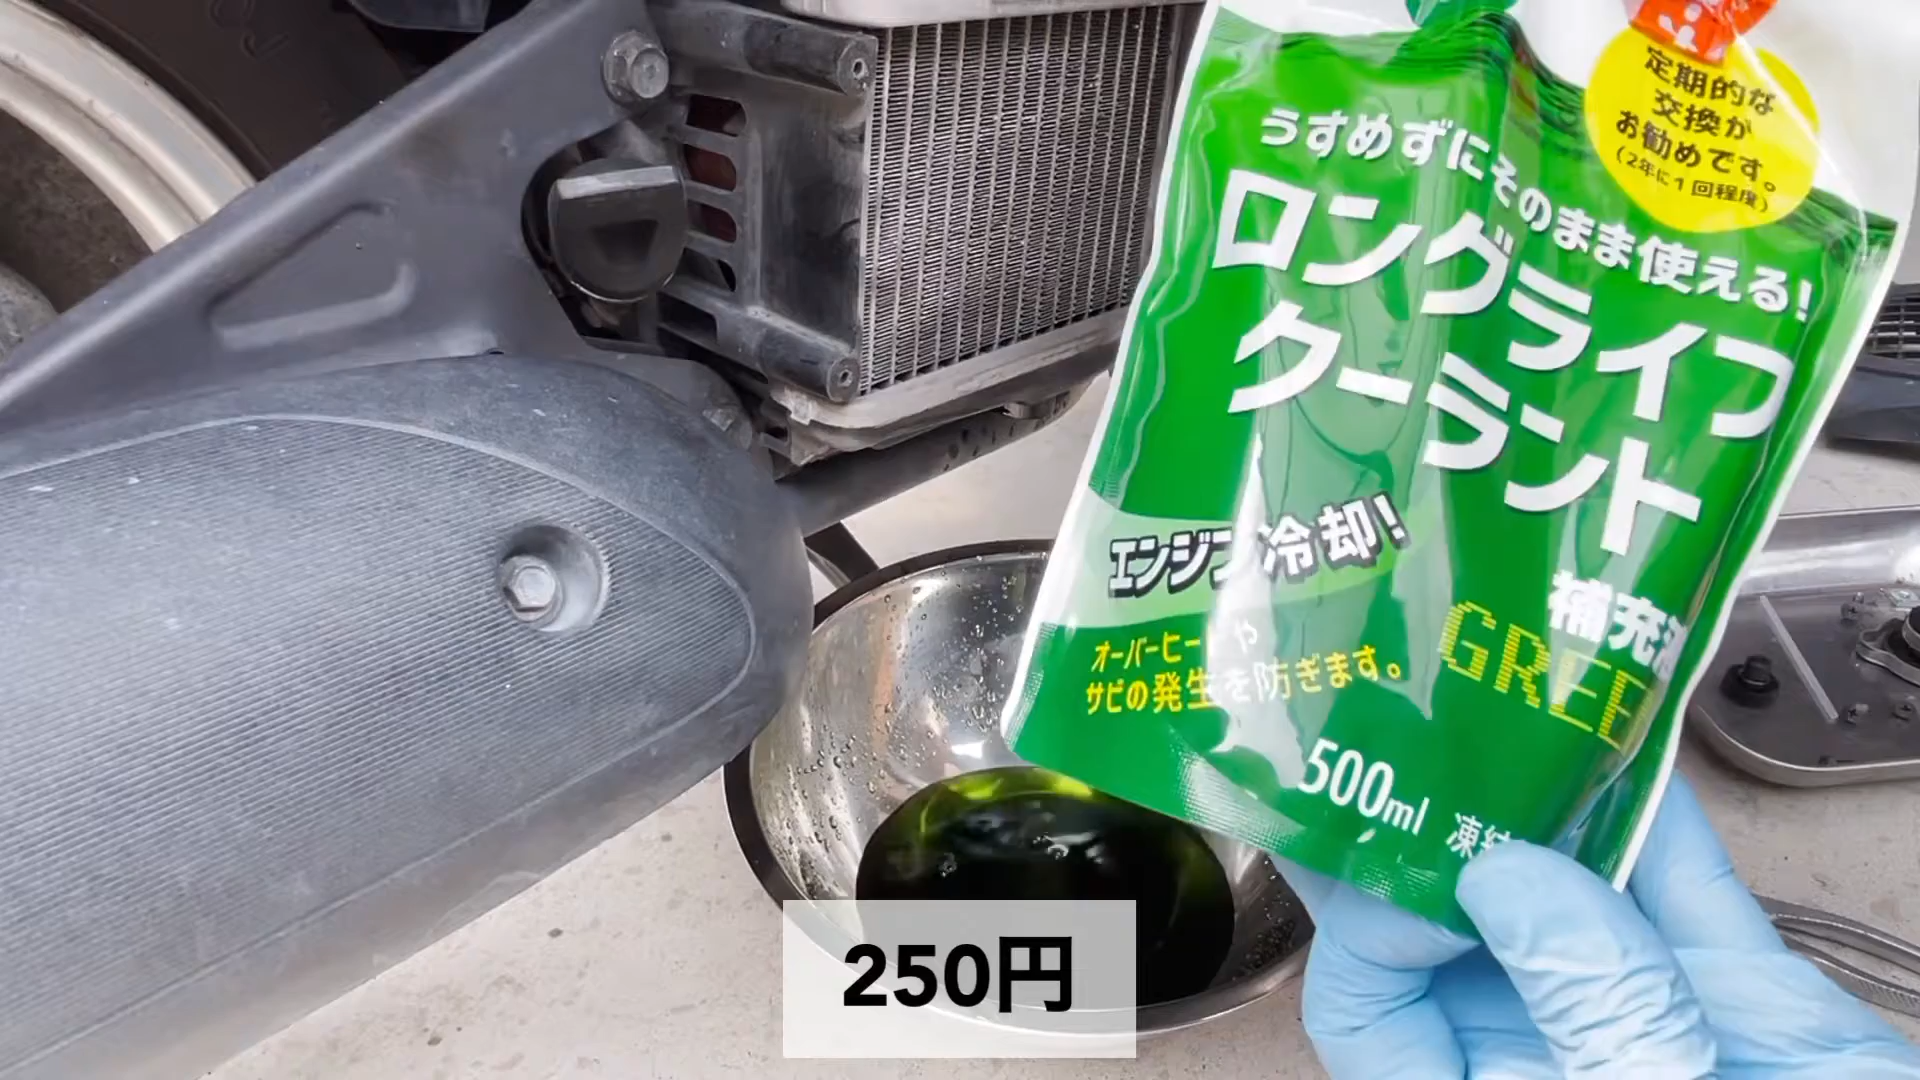 定期的な
交換が
お勧めです。
(2年に1回程度)
うすめずにそのまま使える!
ロングライフ
クーラント
エンジン冷却!
オーバーヒートや
サビの発生を防ぎます。
補充液
GREE
500ml
凍結
250円